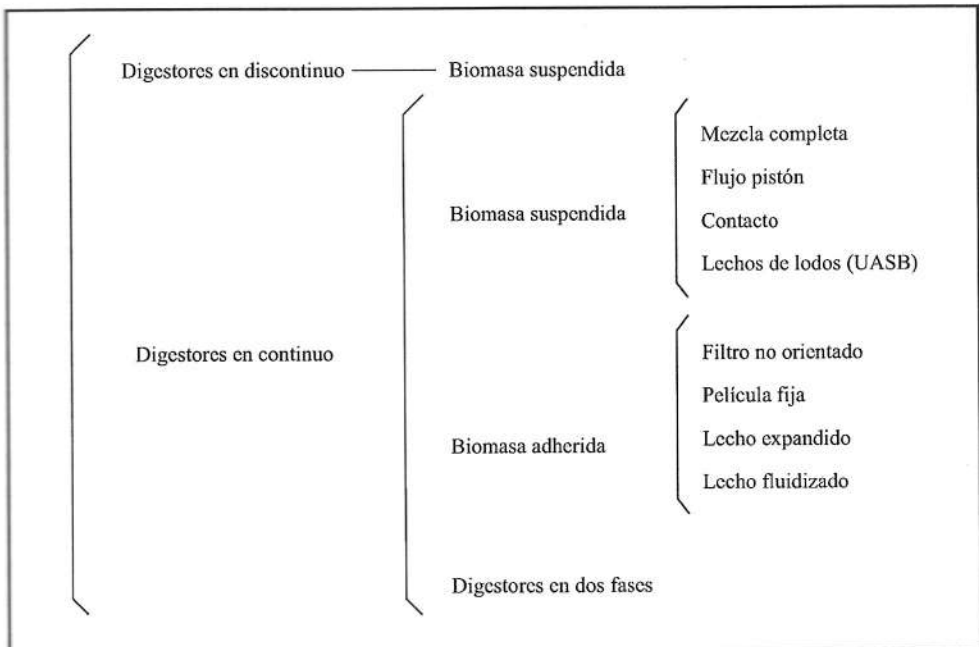 Digestores en discontinuo
Biomasa suspendida
Digestores en continuo
Biomasa suspendida
Mezcla completa
Flujo pistón
Contacto
Lechos de lodos (UASB)
Biomasa adherida
Filtro no orientado
Película fija
Lecho expandido
Lecho fluidizado
Digestores en dos fases